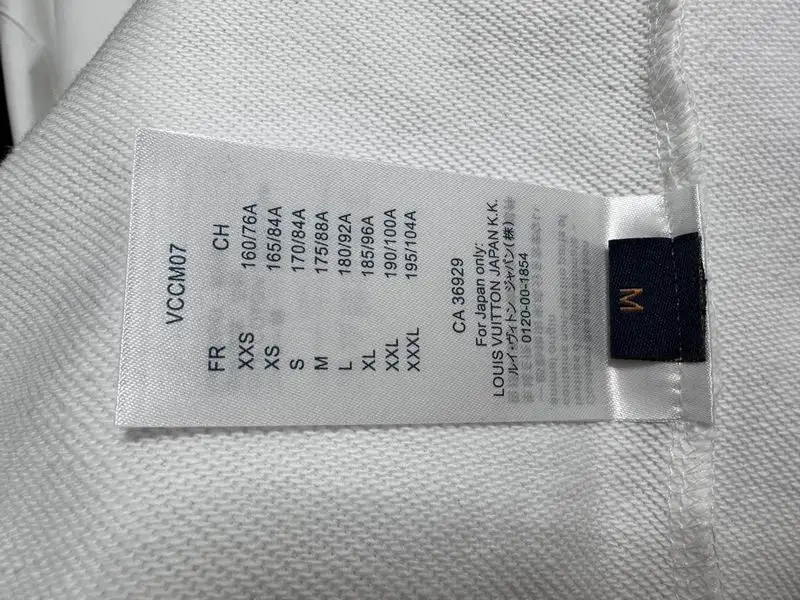 VCCM07
FR CH
XXS 160/76A
XS 165/84A
S 170/84A
M 175/88A
L 180/92A
XL 185/96A
XXL 190/100A
XXXL 195/104A
CA 36929
For Japan only:
LOUIS VUITTON JAPAN K.K.
ルイ・ヴィトン ジャパン(株)
0120-00-1854
M